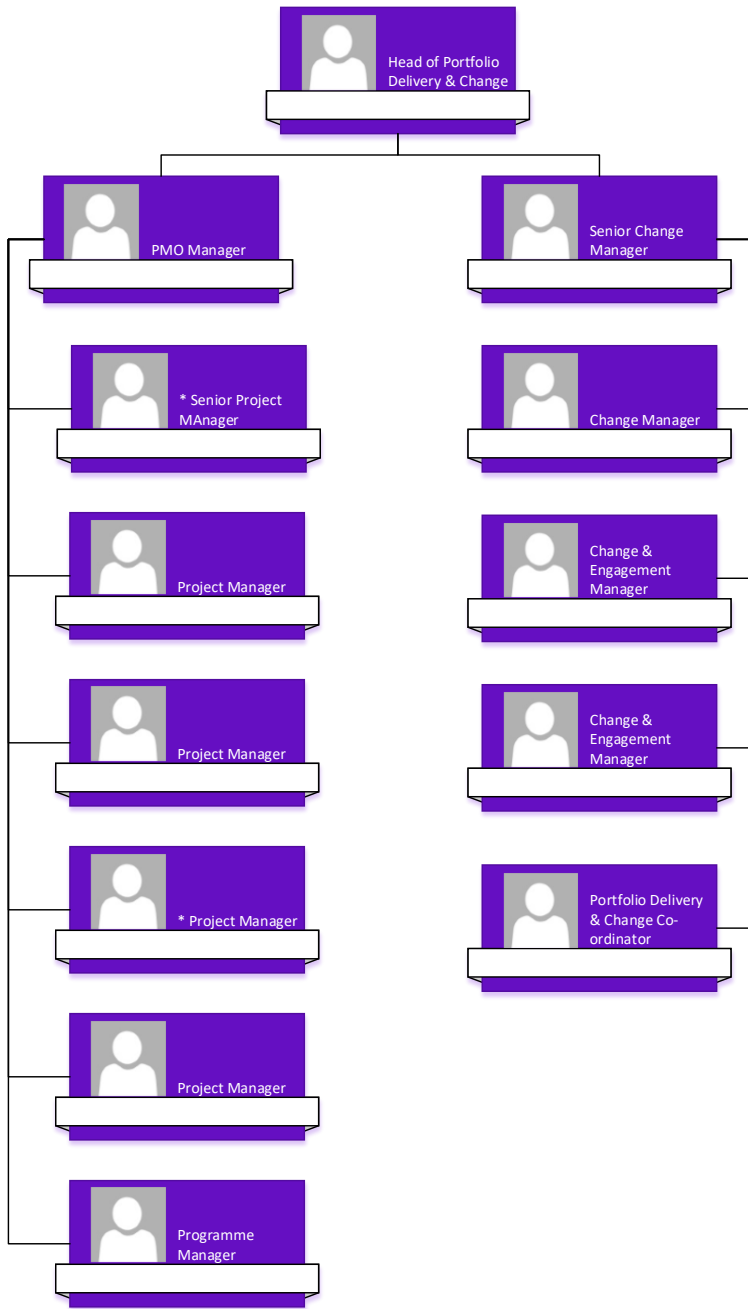 Head of Portfolio
Delivery & Change
PMO Manager
Senior Change
Manager
* Senior Project
MAnager
Change Manager
Project Manager
Change &
Engagement
Manager
Project Manager
Change &
Engagement
Manager
* Project Manager
Portfolio Delivery
& Change Co-
ordinator
Project Manager
Programme
Manager